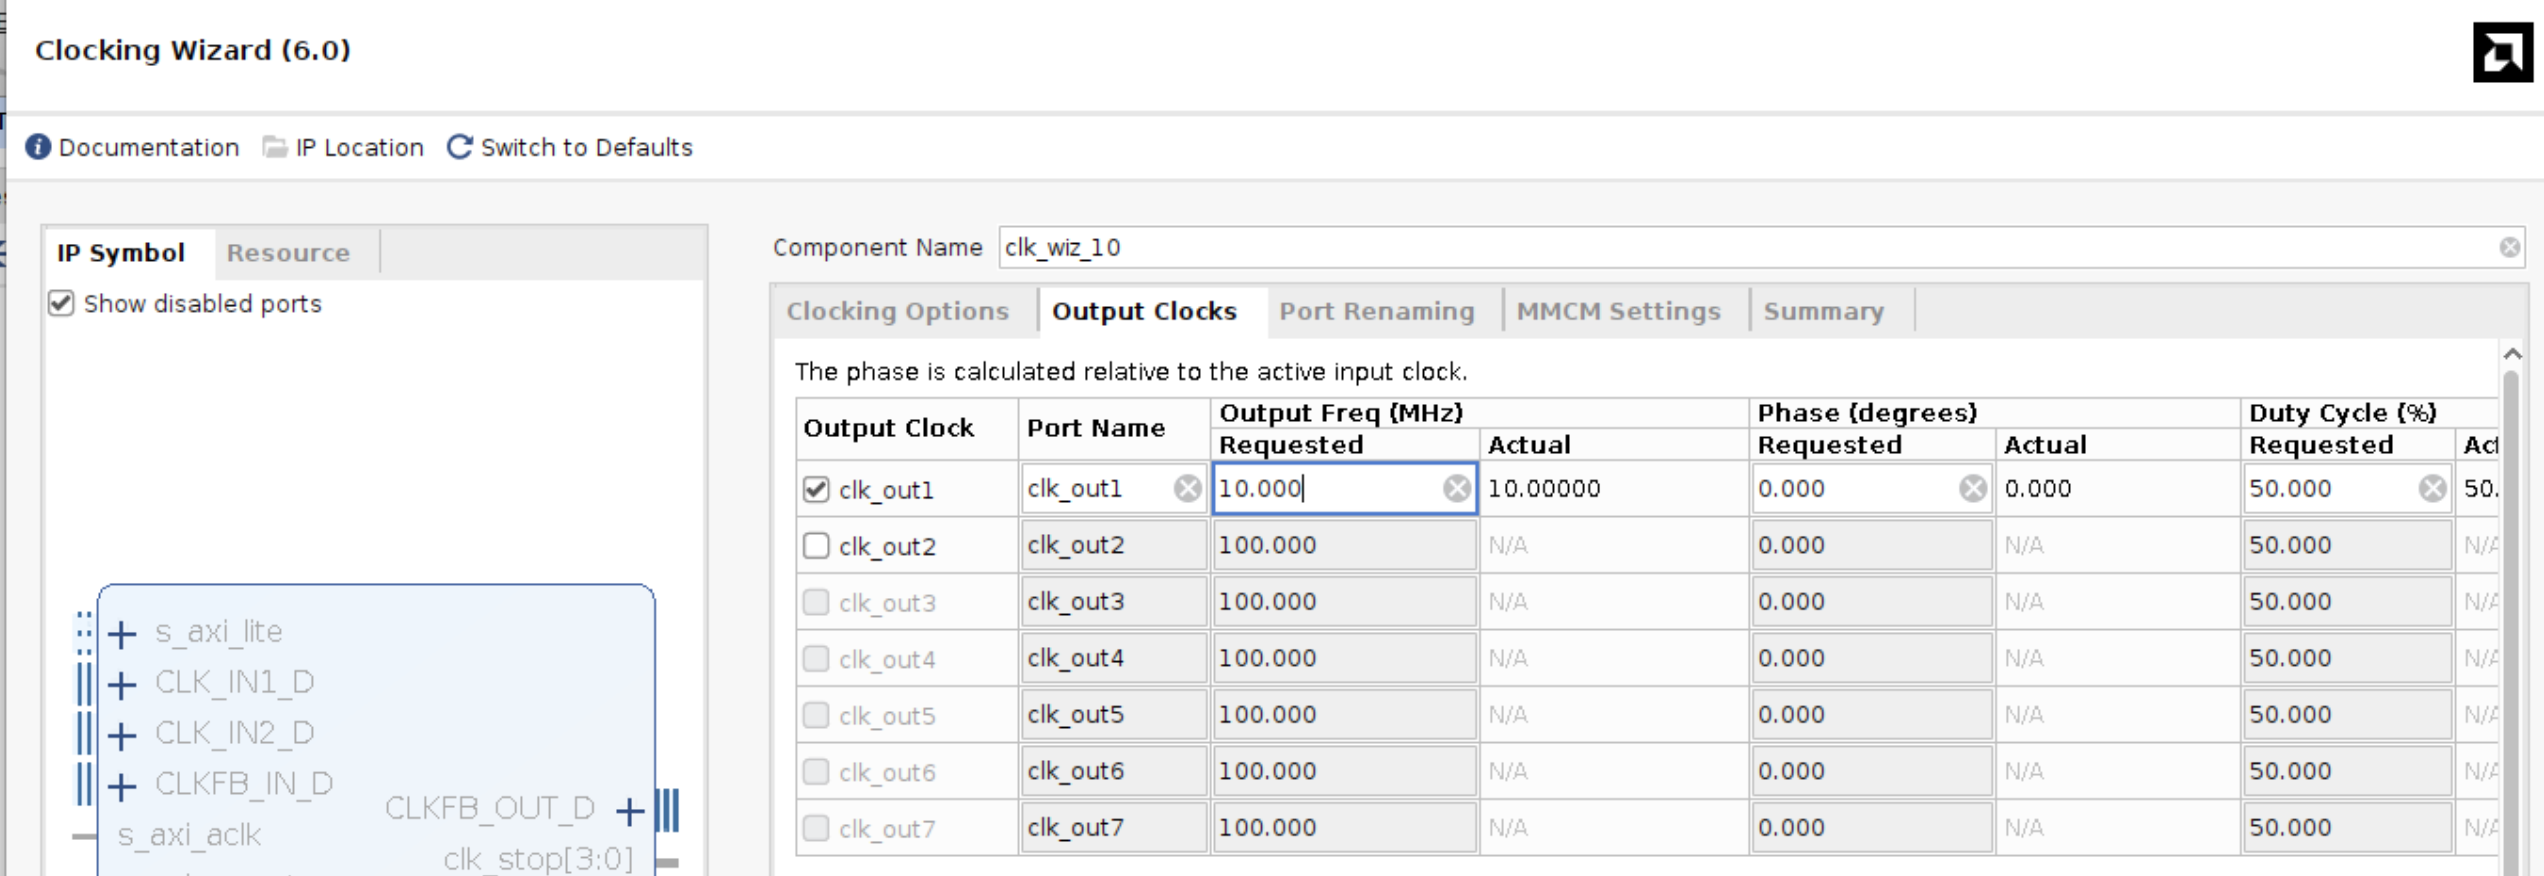 Clocking Wizard (6.0)
Documentation IP Location Switch to Defaults
IP Symbol Resource
Show disabled ports
s_axi_lite
CLK_IN1_D
CLK_IN2_D
CLKFB_IN_D
CLKFB_OUT_D
s_axi_aclk
clk_stop[3:0]
Component Name clk_wiz_10
Clocking Options Output Clocks Port Renaming MMCM Settings Summary
The phase is calculated relative to the active input clock.
Output Clock Port Name Output Freq (MHz) Phase (degrees) Duty Cycle (%)
Requested Actual Requested Actual Requested
clk_out1 clk_out1 10.000 10.00000 0.000 0.000 50.000 50.
clk_out2 clk_out2 100.000 N/A 0.000 N/A 50.000 N/A
clk_out3 clk_out3 100.000 N/A 0.000 N/A 50.000 N/A
clk_out4 clk_out4 100.000 N/A 0.000 N/A 50.000 N/A
clk_out5 clk_out5 100.000 N/A 0.000 N/A 50.000 N/A
clk_out6 clk_out6 100.000 N/A 0.000 N/A 50.000 N/A
clk_out7 clk_out7 100.000 N/A 0.000 N/A 50.000 N/A